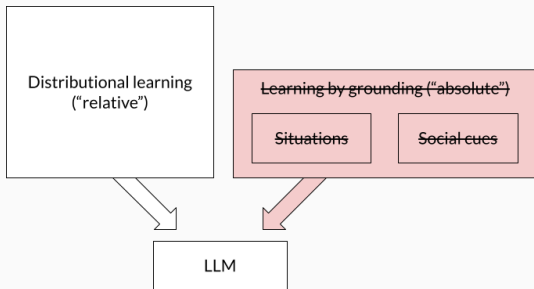 Distributional learning
(“relative”)
Learning by grounding (“absolute”)
Situations
Social cues
LLM